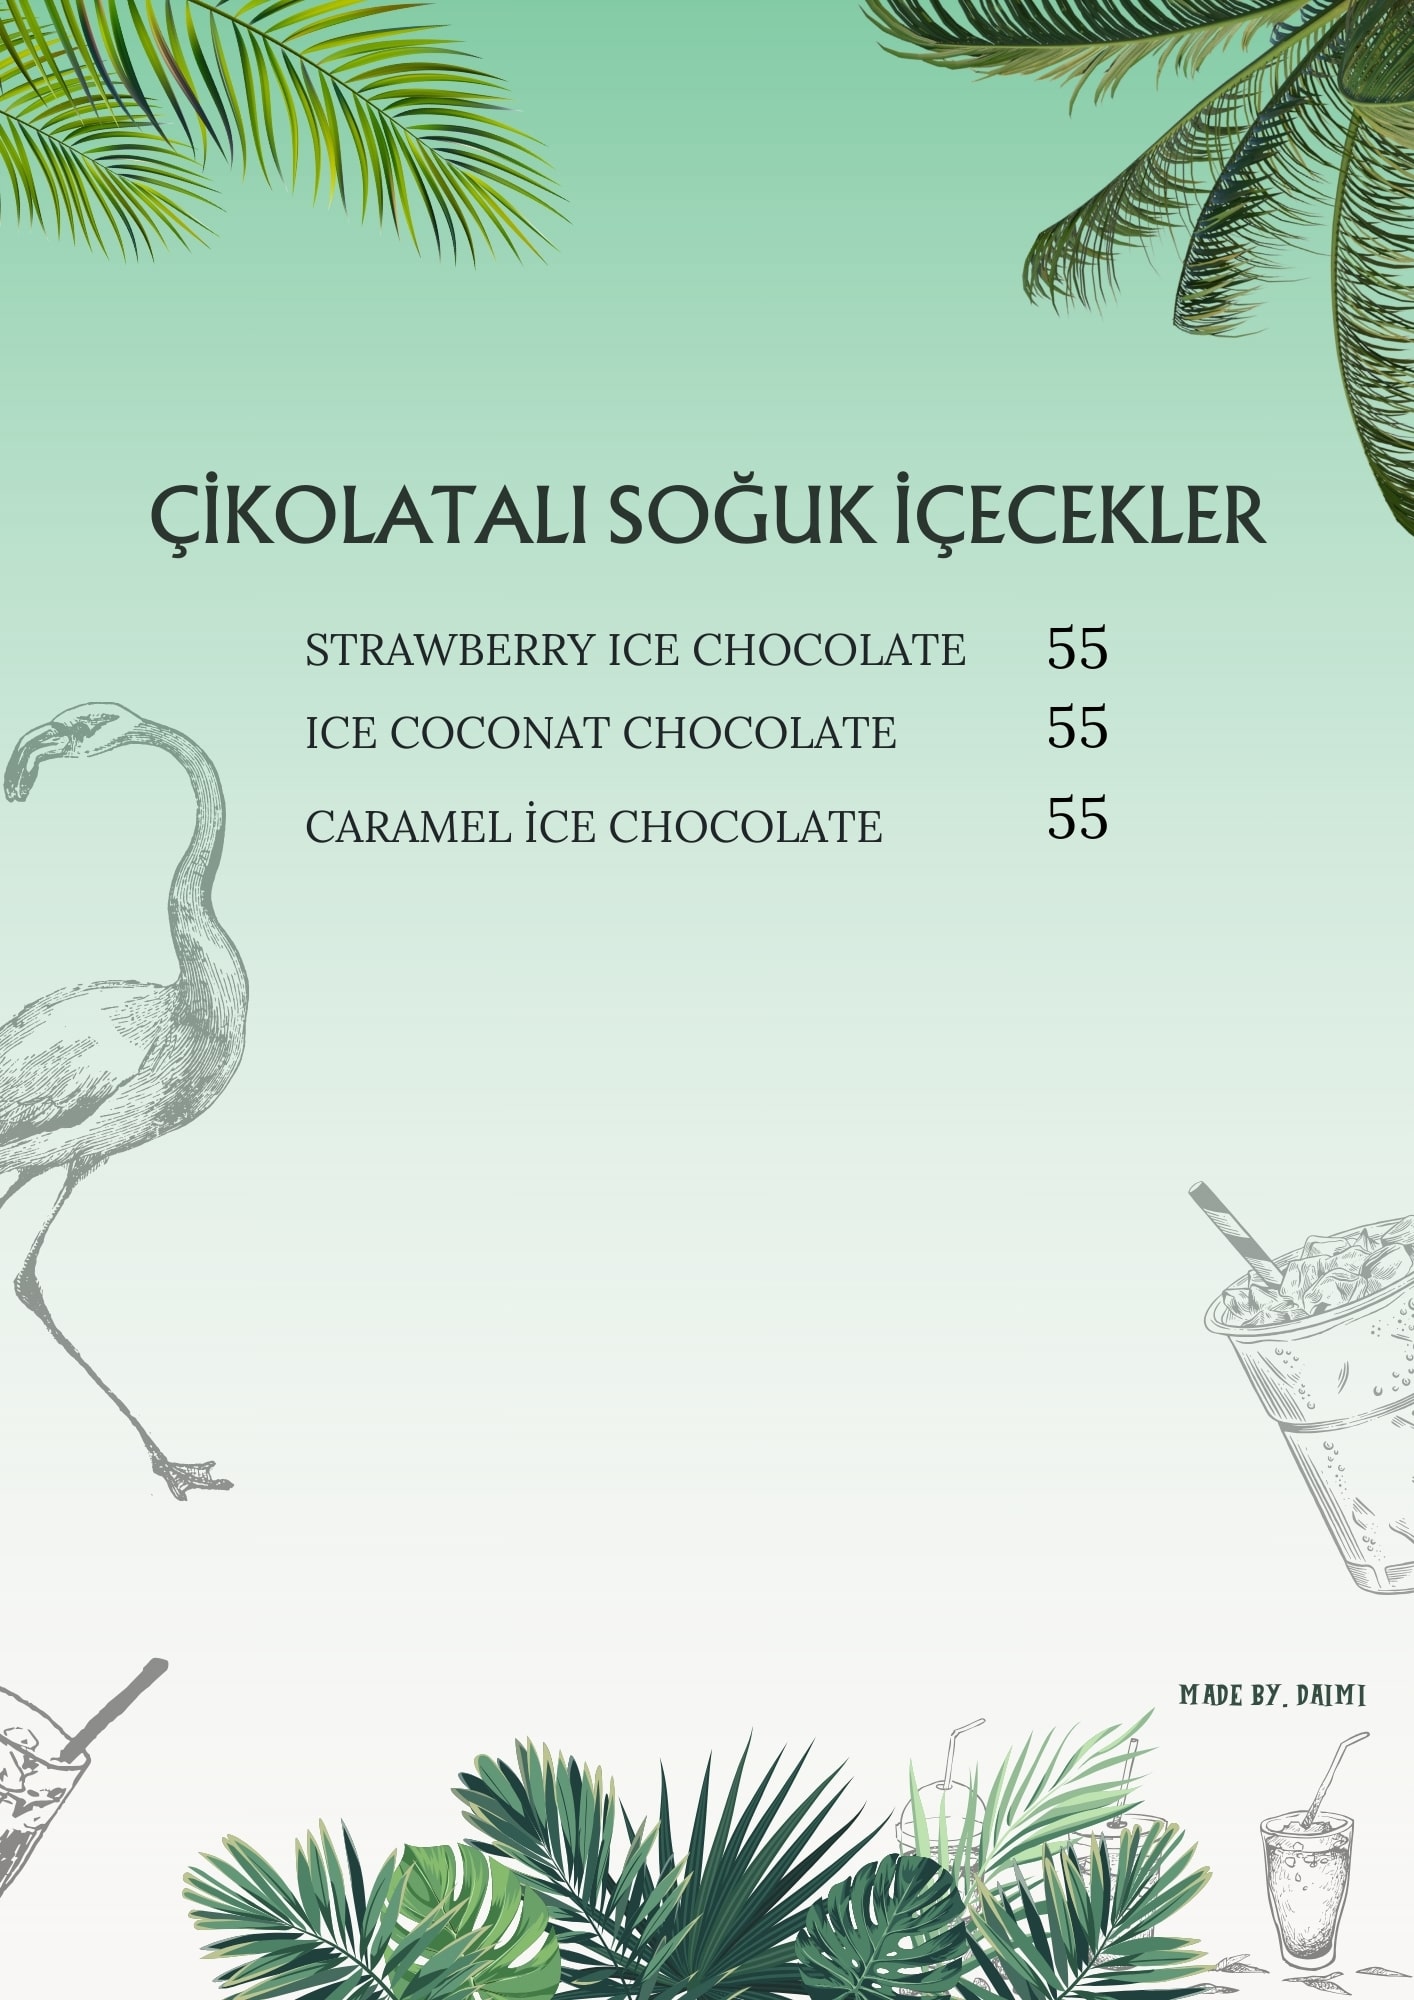 ÇİKOLATALI SOĞUK İÇECEKLER
STRAWBERRY ICE CHOCOLATE 55
ICE COCONAT CHOCOLATE 55
CARAMEL İCE CHOCOLATE 55
MADE BY. DAIMI